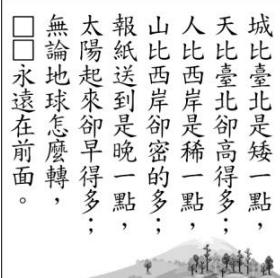 城比臺北是矮一點，
天比臺北卻高得多；
人比西岸是稀一點，
山比西岸卻密的多；
報紙送到是晚一點，
太陽起來卻早得多；
無論地球怎麼轉，
□□永遠在前面。